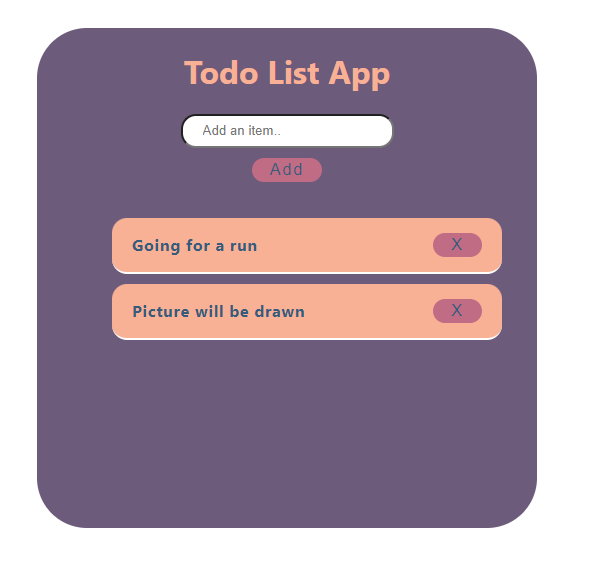 Todo List App
Add an item..
Add
Going for a run X
Picture will be drawn X